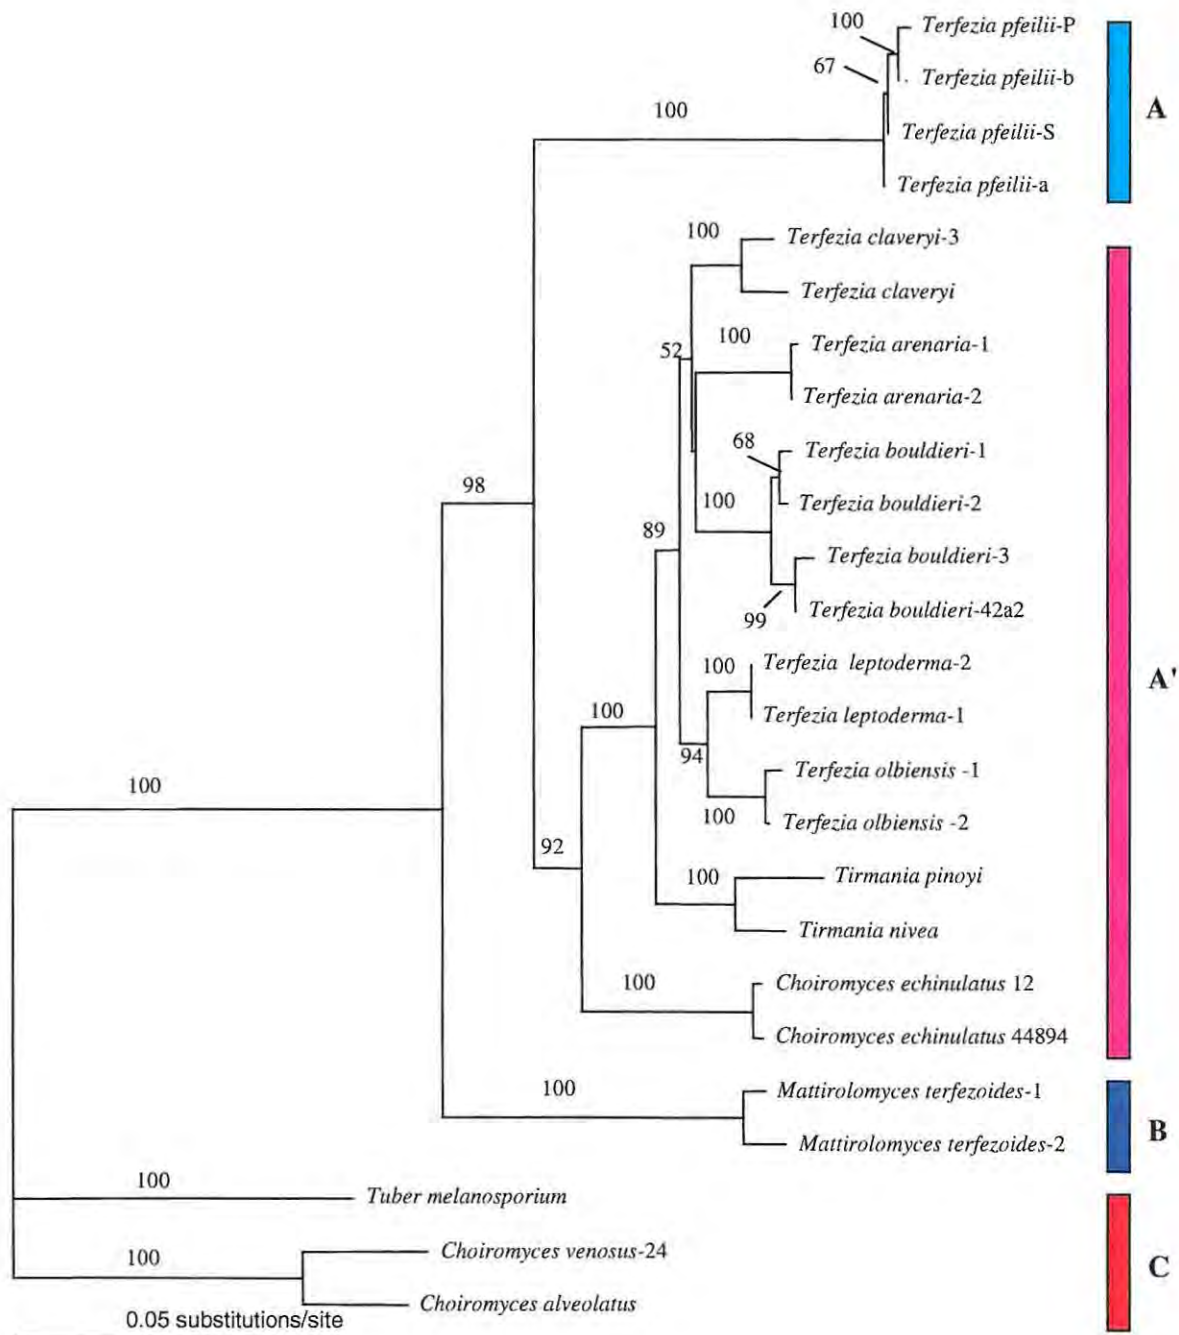 100
Terfezia pfeilii-P
67
Terfezia pfeilii-b
100
Terfezia pfeilii-S
A
Terfezia pfeilii-a
100
Terfezia claveryi-3
Terfezia claveryi
100
Terfezia arenaria-1
52
Terfezia arenaria-2
68
Terfezia bouldieri-1
98
100
Terfezia bouldieri-2
89
Terfezia bouldieri-3
99
Terfezia bouldieri-42a2
100
Terfezia leptoderma-2
A'
100
Terfezia leptoderma-1
94
Terfezia olbiensis -1
100
100
Terfezia olbiensis -2
92
100
Tirmania pinoyi
Tirmania nivea
100
Choiromyces echinulatus 12
Choiromyces echinulatus 44894
100
Mattirolomyces terfezoides-1
B
Mattirolomyces terfezoides-2
100
Tuber melanosporium
100
Choiromyces venosus-24
C
Choiromyces alveolatus
0.05 substitutions/site